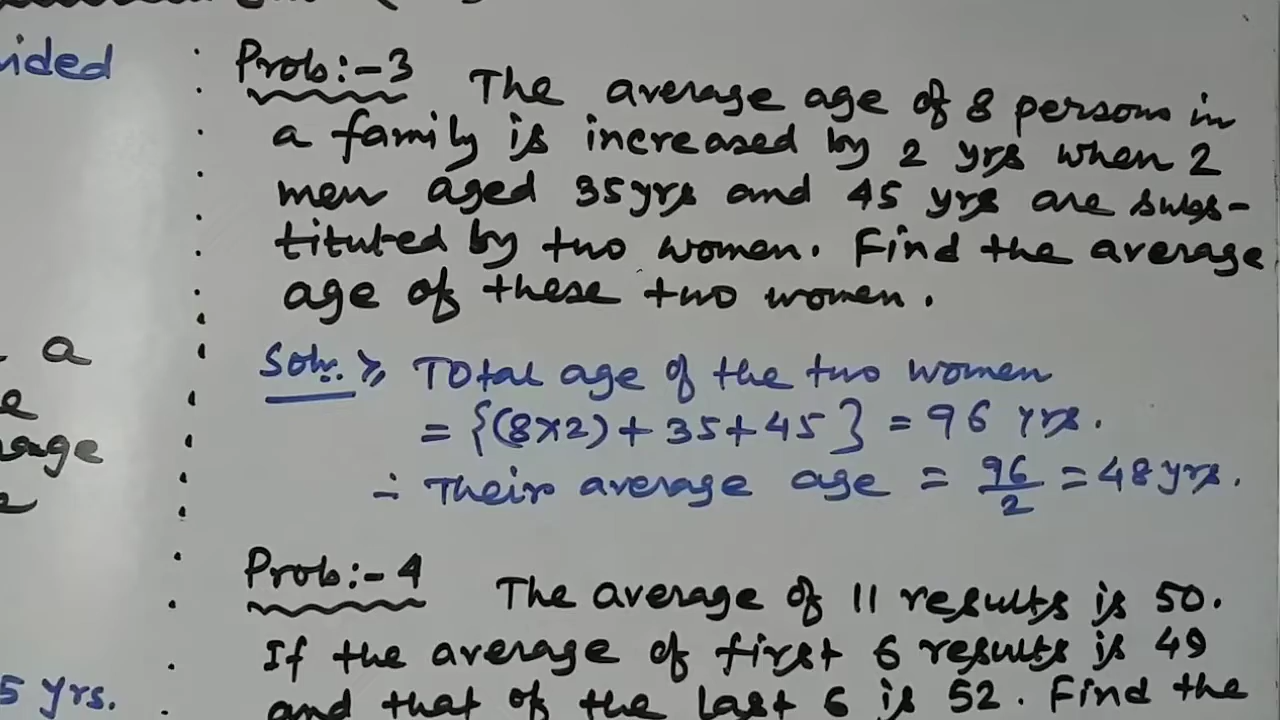 vided
a
e
rage
5 yrs.
Prob:-3 The average age of 8 persons in
a family is increased by 2 yrs when 2
men aged 35yrs and 45 yrs are subs-
tituted by two women. Find the average
age of these two women.
Soln. ⇒ Total age of the two women
= {(8×2)+35+45} = 96 yrs.
∴ Their average age = 96/2 = 48 yrs.
Prob:-4 The average of 11 results is 50.
If the average of first 6 results is 49
and that of the last 6 is 52. Find the